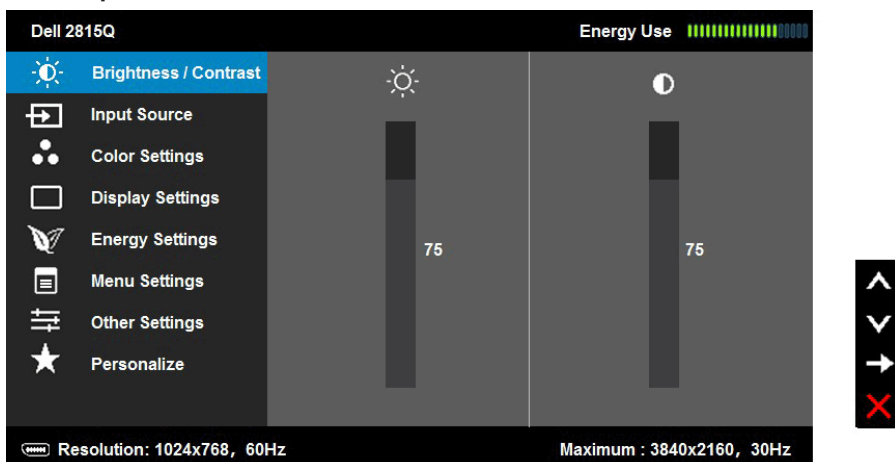 Dell 2815Q
Energy Use
Brightness / Contrast
Input Source
Color Settings
Display Settings
Energy Settings
75
75
Menu Settings
Other Settings
Personalize
Resolution: 1024x768, 60Hz
Maximum : 3840x2160, 30Hz